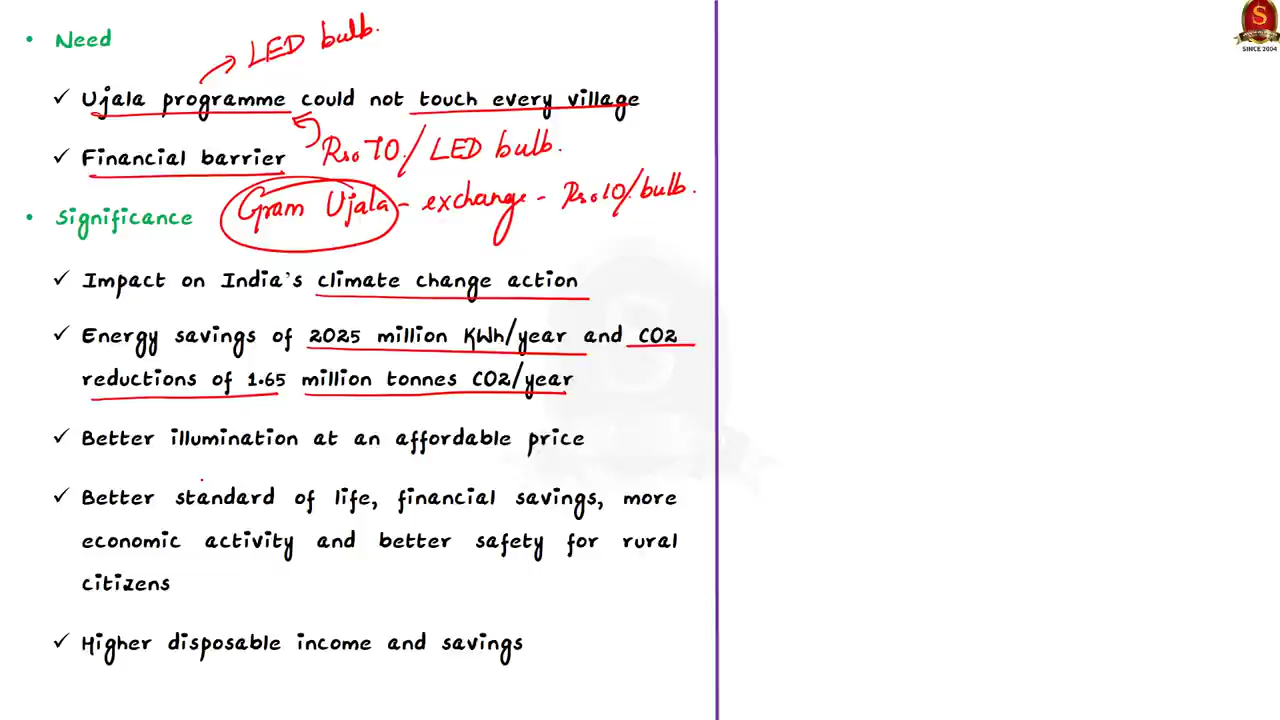 • Need
LED bulb.
✓ Ujala programme could not touch every village
✓ Financial barrier
Rs. 70/LED bulb.
Gram Ujala - exchange - Rs.10/bulb.
• Significance
✓ Impact on India's climate change action
✓ Energy savings of 2025 million KWh/year and CO2
reductions of 1.65 million tonnes CO2/year
✓ Better illumination at an affordable price
✓ Better standard of life, financial savings, more
economic activity and better safety for rural
citizens
✓ Higher disposable income and savings
S
SINCE 2004